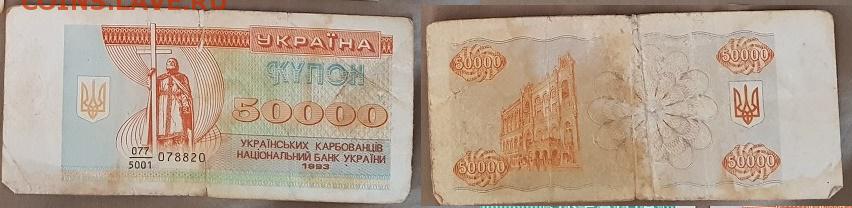 COINS.LAVE.RU
УКРАЇНА
КУПОН
50000
УКРАЇНСЬКИХ КАРБОВАНЦІВ
НАЦІОНАЛЬНИЙ БАНК УКРАЇНИ
1993
077
5001
078820
50000
50000
50000
50000